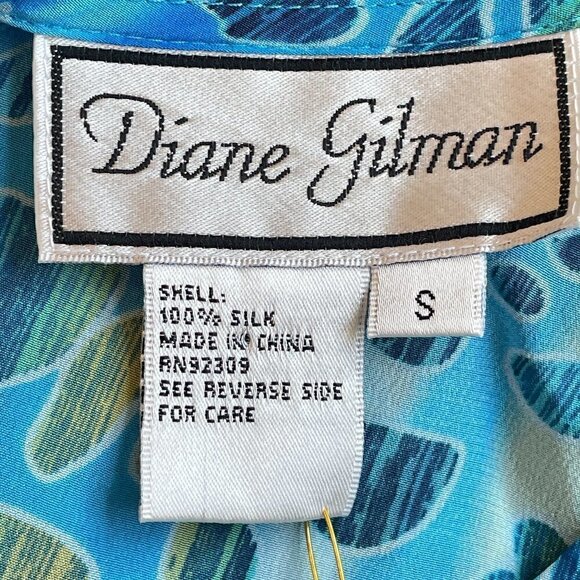 Diane Gilman
S
SHELL:
100% SILK
MADE IN CHINA
RN92309
SEE REVERSE SIDE
FOR CARE